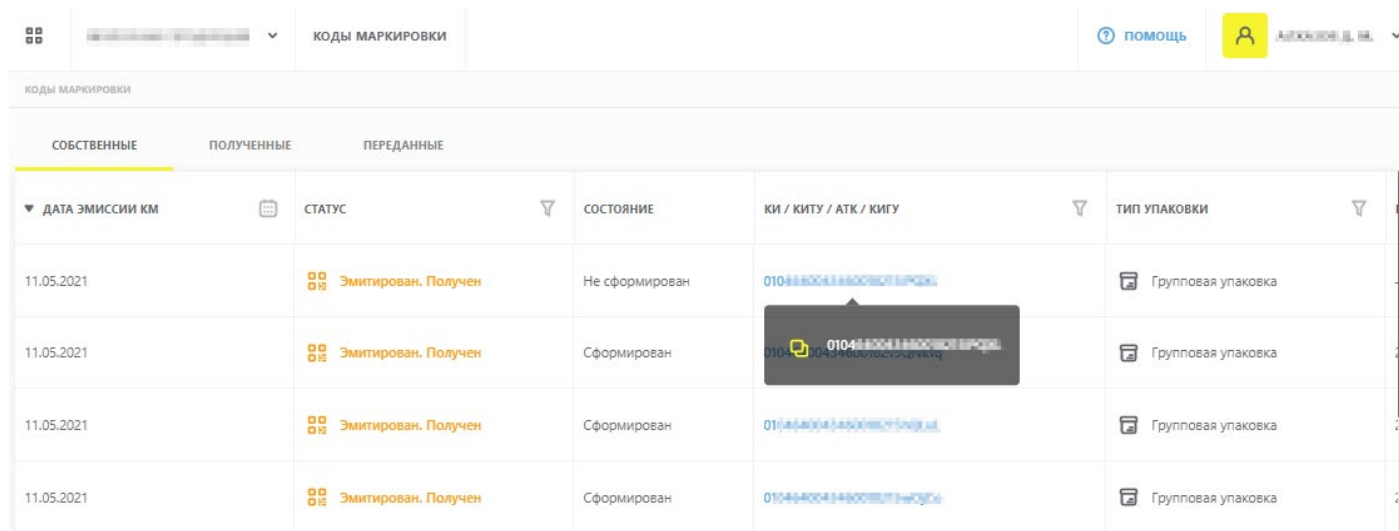 КОДЫ МАРКИРОВКИ ПОМОЩЬ
КОДЫ МАРКИРОВКИ
СОБСТВЕННЫЕ ПОЛУЧЕННЫЕ ПЕРЕДАННЫЕ
ДАТА ЭМИССИИ КМ СТАТУС СОСТОЯНИЕ КИ / КИТУ / АТК / КИГУ ТИП УПАКОВКИ
11.05.2021 Эмитирован. Получен Не сформирован Групповая упаковка
11.05.2021 Эмитирован. Получен Сформирован Групповая упаковка
11.05.2021 Эмитирован. Получен Сформирован Групповая упаковка
11.05.2021 Эмитирован. Получен Сформирован Групповая упаковка